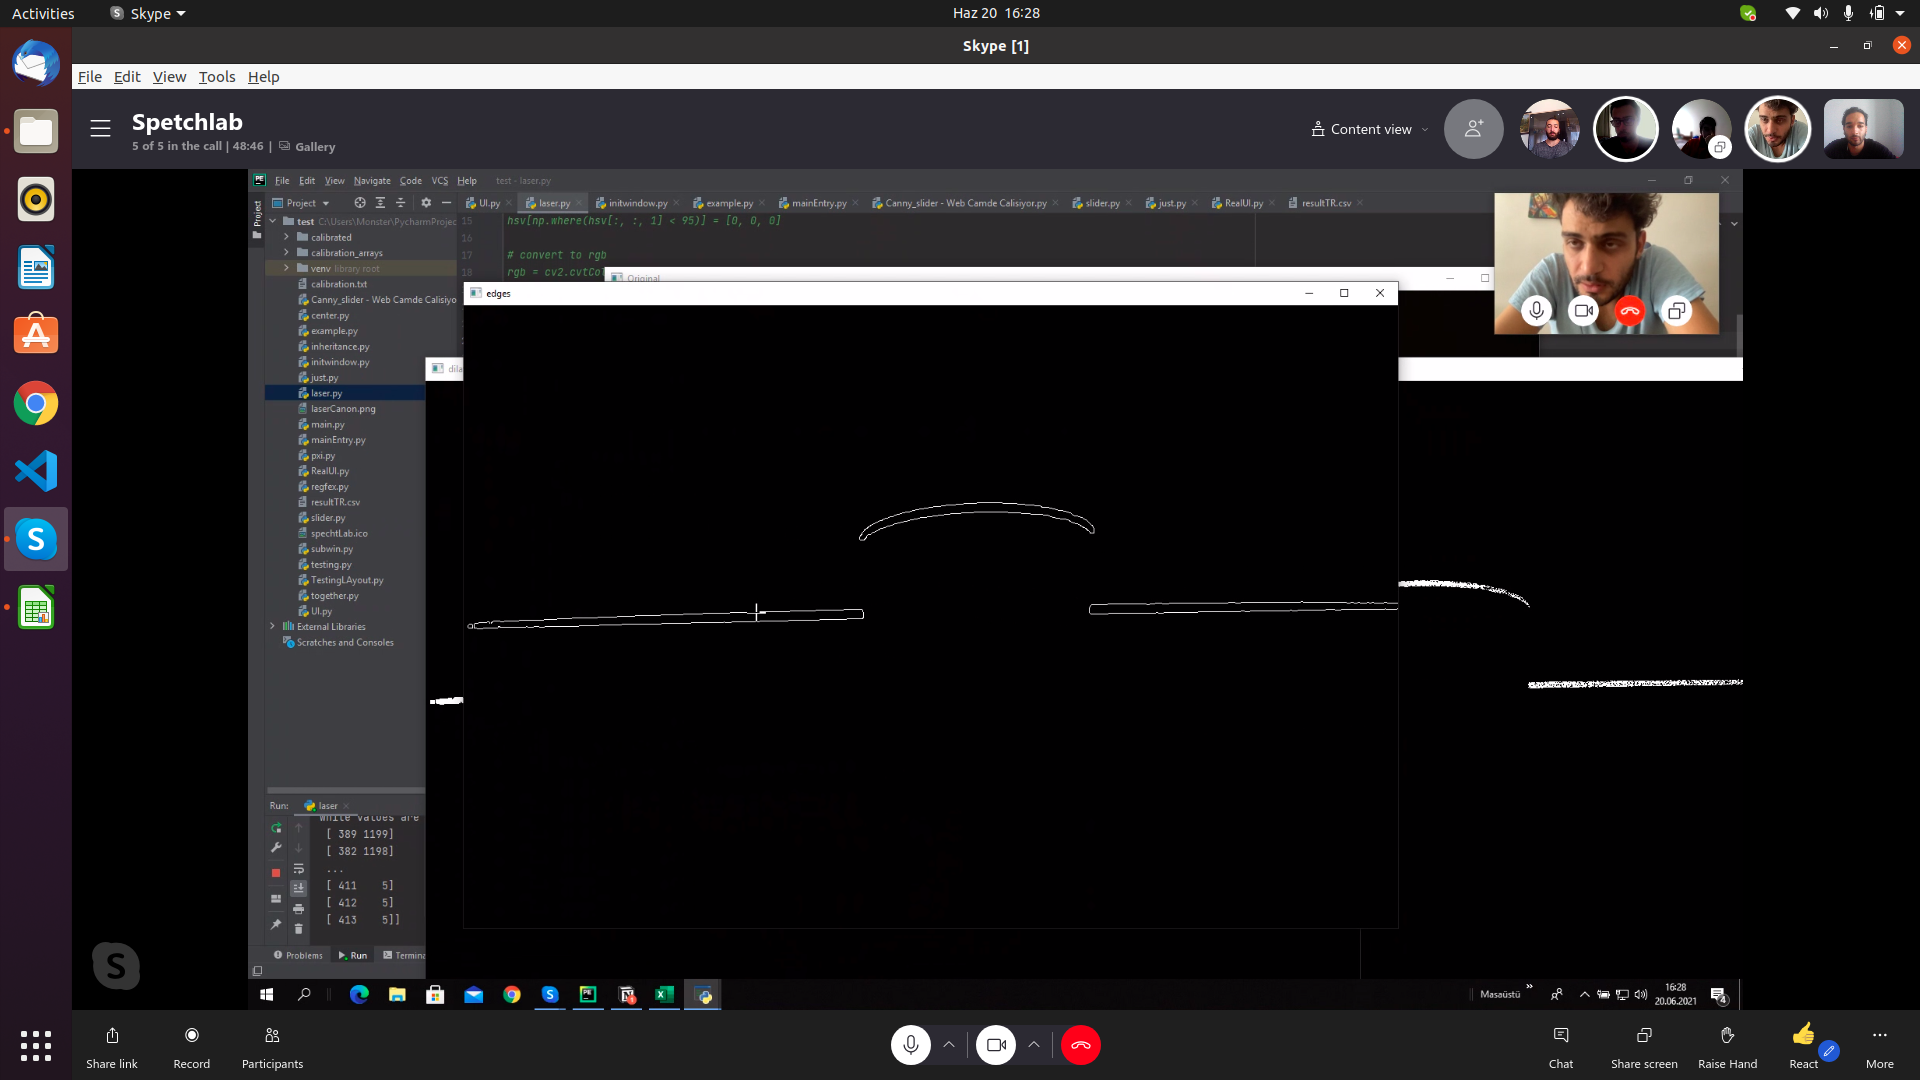 Activities
Skype
Haz 20 16:28
Skype [1]
File Edit View Tools Help
Spetchlab
5 of 5 in the call | 48:46 | Gallery
Content view
File Edit View Navigate Code VCS Help test - laser.py
Project
UI.py laser.py initwindow.py example.py mainEntry.py Canny_slider - Web Camde Calisiyor.py slider.py just.py RealUI.py resultTR.csv
Project
test C:\Users\Monster\PycharmProjec
calibrated
calibration_arrays
venv library root
calibration.txt
Canny_slider - Web Camde Calisiyo
center.py
example.py
inheritance.py
initwindow.py
just.py
laser.py
laserCanon.png
main.py
mainEntry.py
pxi.py
RealUI.py
regfex.py
resultTR.csv
slider.py
spechtLab.ico
subwin.py
testing.py
TestingLAyout.py
together.py
UI.py
External Libraries
Scratches and Consoles
15 hsv[np.where(hsv[:, :, 1] < 95)] = [0, 0, 0]
16
17 # convert to rgb
18 rgb = cv2.cvtCo
Original
edges
dila
Run: laser
White values are
[ 389 1199]
[ 382 1198]
...
[ 411 5]
[ 412 5]
[ 413 5]]
Problems Run Termina
Masaüstü
16:28
20.06.2021
4
Share link
Record
Participants
Chat
Share screen
Raise Hand
React
More